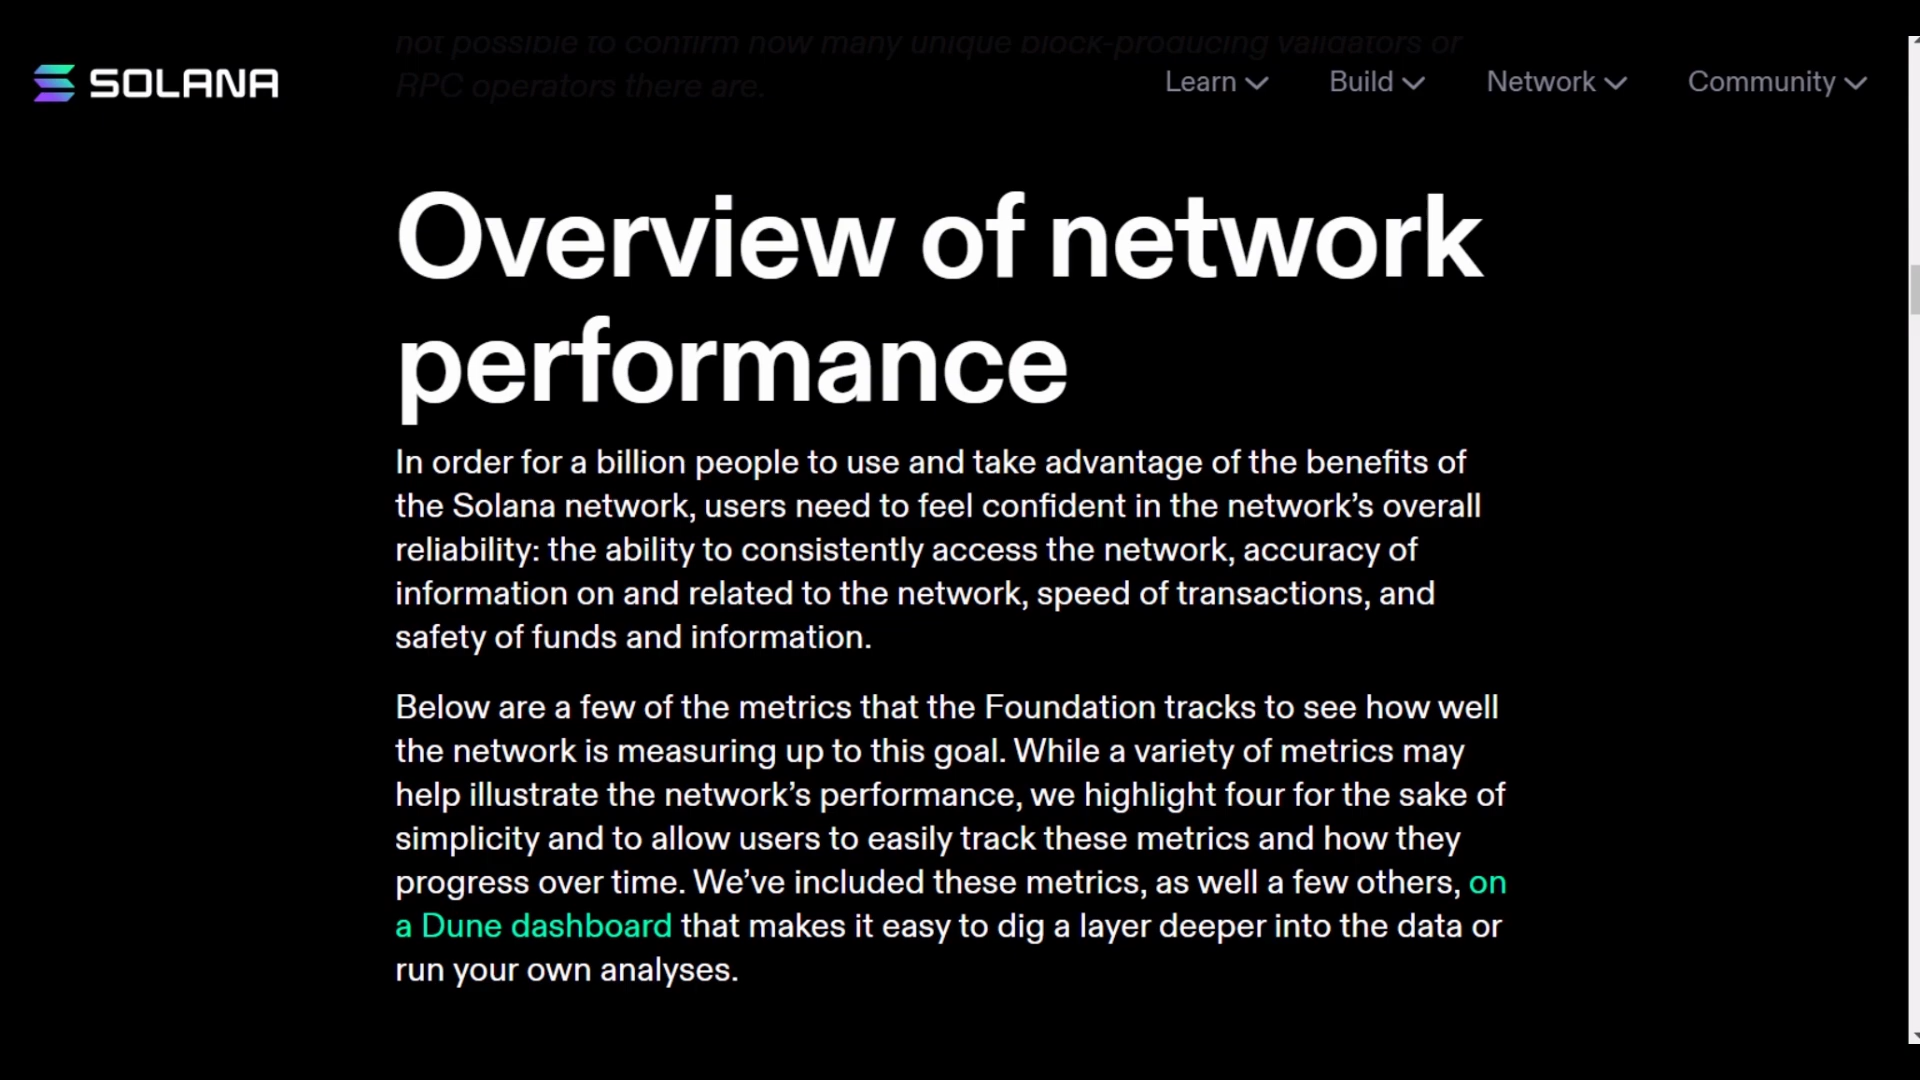 not possible to confirm how many unique block-producing validators or
RPC operators there are.
SOLANA
Learn
Build
Network
Community
Overview of network
performance
In order for a billion people to use and take advantage of the benefits of
the Solana network, users need to feel confident in the network’s overall
reliability: the ability to consistently access the network, accuracy of
information on and related to the network, speed of transactions, and
safety of funds and information.
Below are a few of the metrics that the Foundation tracks to see how well
the network is measuring up to this goal. While a variety of metrics may
help illustrate the network’s performance, we highlight four for the sake of
simplicity and to allow users to easily track these metrics and how they
progress over time. We’ve included these metrics, as well a few others, on
a Dune dashboard that makes it easy to dig a layer deeper into the data or
run your own analyses.